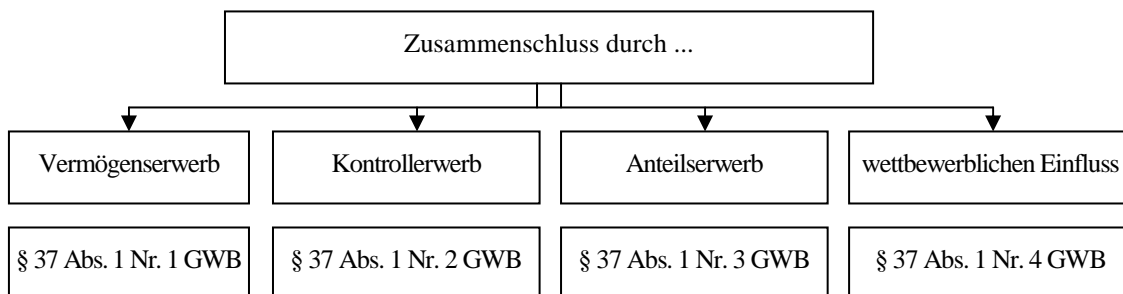 Zusammenschluss durch ...
Vermögenserwerb
Kontrollerwerb
Anteilserwerb
wettbewerblichen Einfluss
§ 37 Abs. 1 Nr. 1 GWB
§ 37 Abs. 1 Nr. 2 GWB
§ 37 Abs. 1 Nr. 3 GWB
§ 37 Abs. 1 Nr. 4 GWB